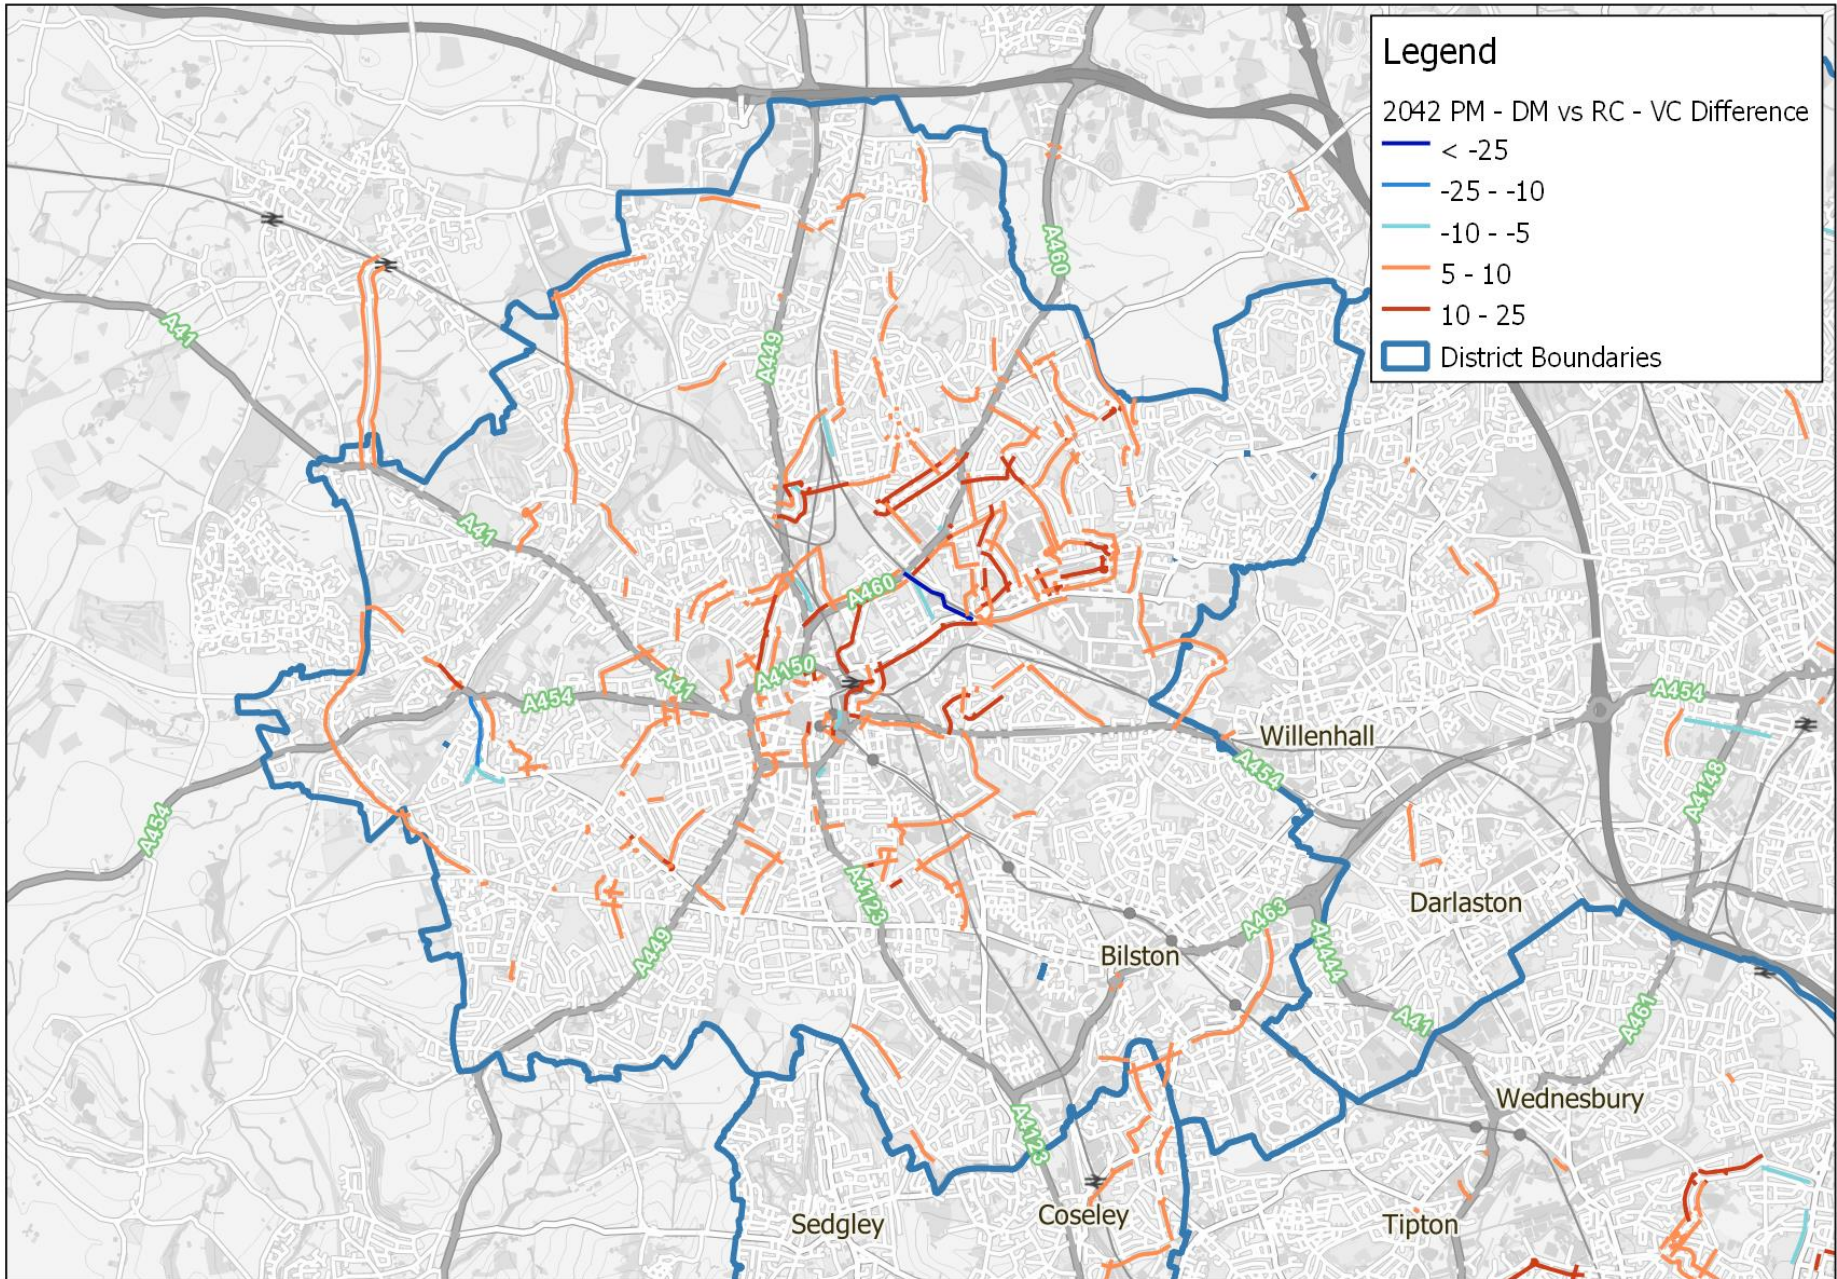 Legend
2042 PM - DM vs RC - VC Difference
< -25
-25 - -10
-10 - -5
5 - 10
10 - 25
District Boundaries
A460
A41
A449
A41
A460
A4150
A41
A454
A454
Willenhall
A454
A4148
A454
A4123
Darlaston
A463
A449
Bilston
A4444
A41
A461
Wednesbury
A4123
Sedgley
Coseley
Tipton